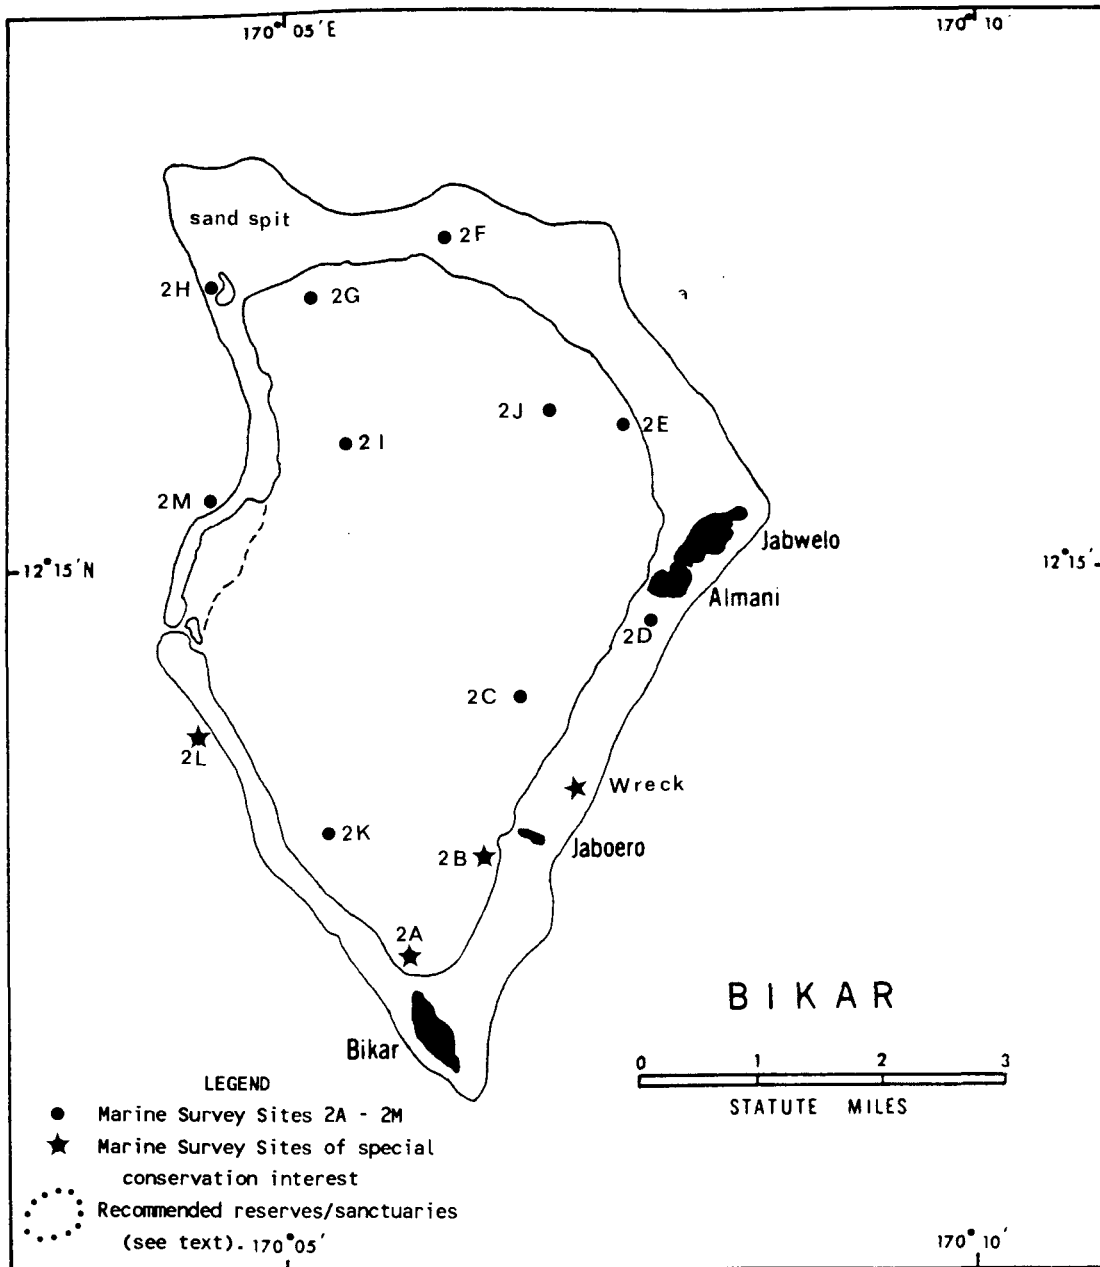 170° 05′E
170° 10′
sand spit
2F
2H
2G
2J
2E
2I
2M
Jabwelo
12° 15′N
12° 15′
Almani
2D
2C
2L
Wreck
2K
Jaboero
2B
2A
BIKAR
Bikar
0 1 2 3
STATUTE MILES
LEGEND
Marine Survey Sites 2A - 2M
Marine Survey Sites of special
conservation interest
Recommended reserves/sanctuaries
(see text).
170° 05′
170° 10′